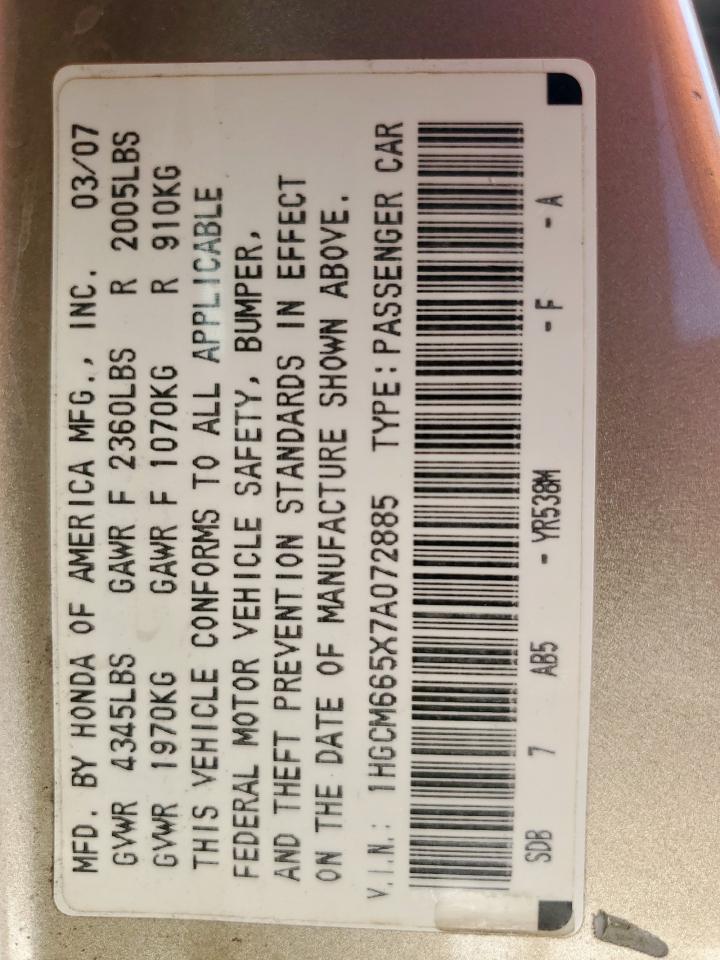 MFD. BY HONDA OF AMERICA MFG., INC. 03/07
GVWR 4345LBS GAWR F 2360LBS R 2005LBS
GVWR 1970KG GAWR F 1070KG R 910KG
THIS VEHICLE CONFORMS TO ALL APPLICABLE
FEDERAL MOTOR VEHICLE SAFETY, BUMPER,
AND THEFT PREVENTION STANDARDS IN EFFECT
ON THE DATE OF MANUFACTURE SHOWN ABOVE.
V.I.N.: 1HGCM665X7A072885 TYPE:PASSENGER CAR
SDB 7 AB5 - YR538M - F - A